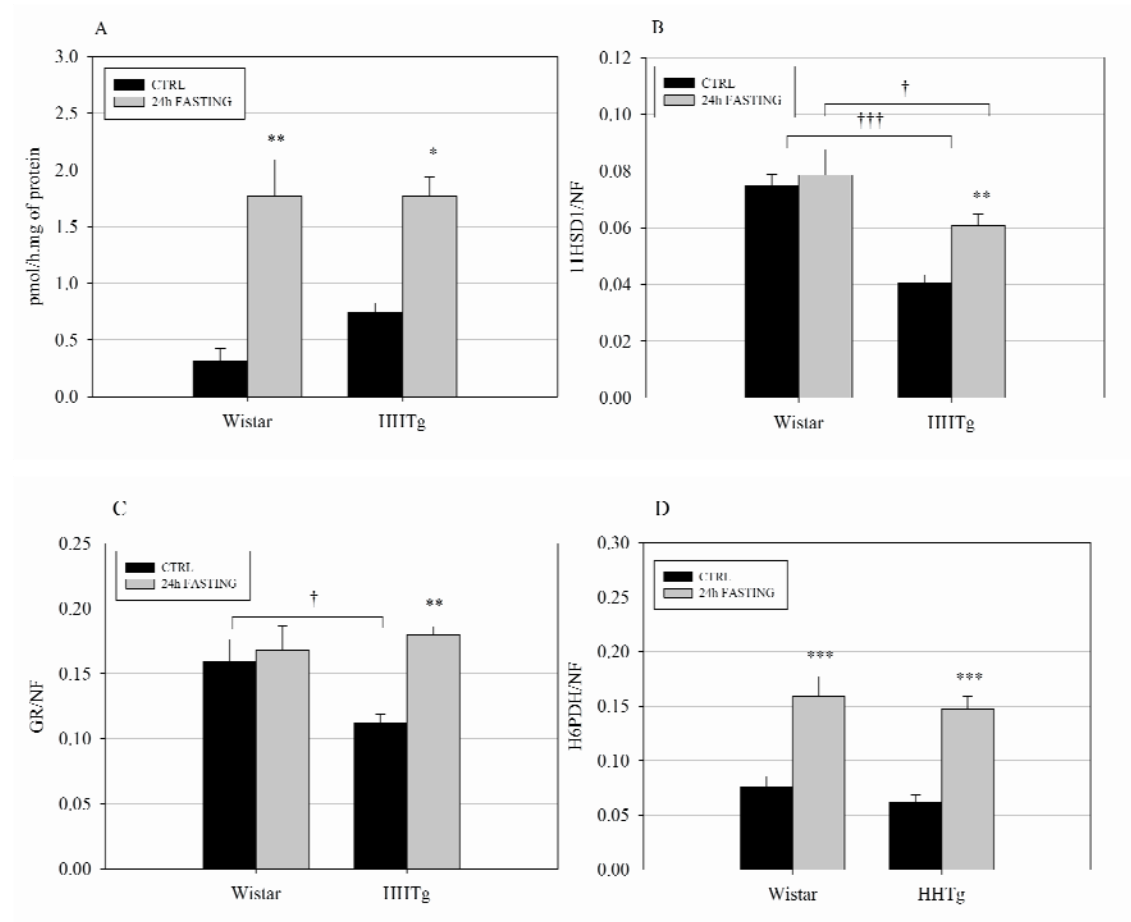 A
3.0
2.5
2.0
1.5
1.0
0.5
0.0
pmol/h.mg of protein
CTRL
24h FASTING
**
*
Wistar
HHTg
B
0.12
0.10
0.08
0.06
0.04
0.02
0.00
11HSD1/NF
CTRL
24h FASTING
†
†††
**
Wistar
HHTg
C
0.25
0.20
0.15
0.10
0.05
0.00
GR/NF
CTRL
24h FASTING
†
**
Wistar
HHTg
D
0.30
0.25
0.20
0.15
0.10
0.05
0.00
H6PDH/NF
CTRL
24h FASTING
***
***
Wistar
HHTg